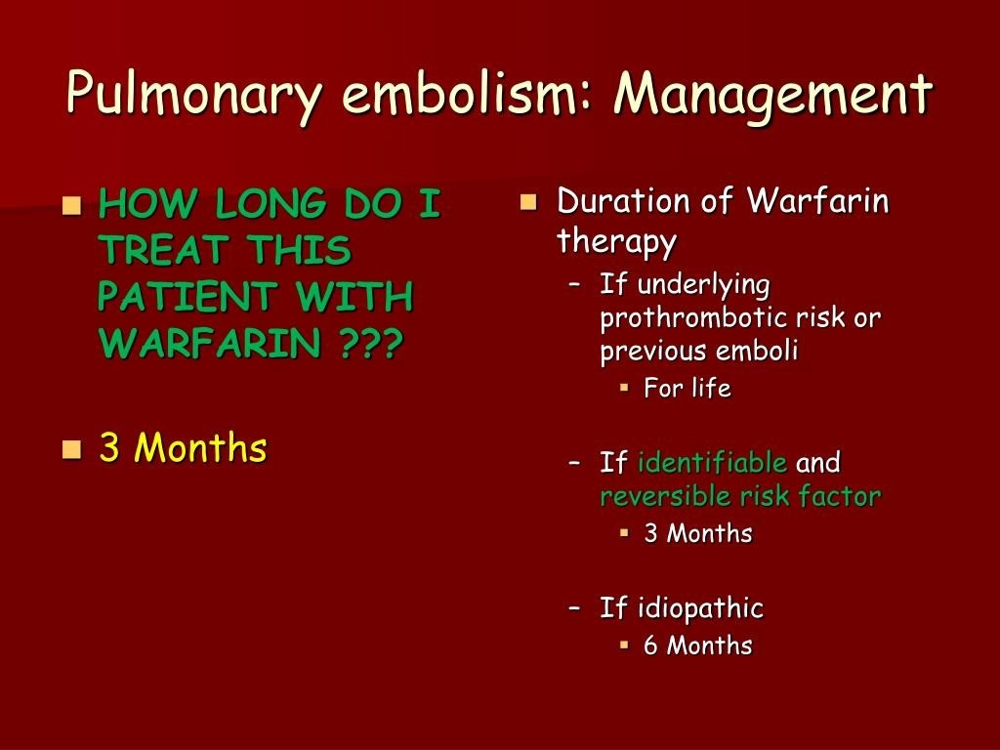 Pulmonary embolism: Management
HOW LONG DO I
TREAT THIS
PATIENT WITH
WARFARIN ???
3 Months
Duration of Warfarin
therapy
– If underlying
prothrombotic risk or
previous emboli
For life
– If identifiable and
reversible risk factor
3 Months
– If idiopathic
6 Months